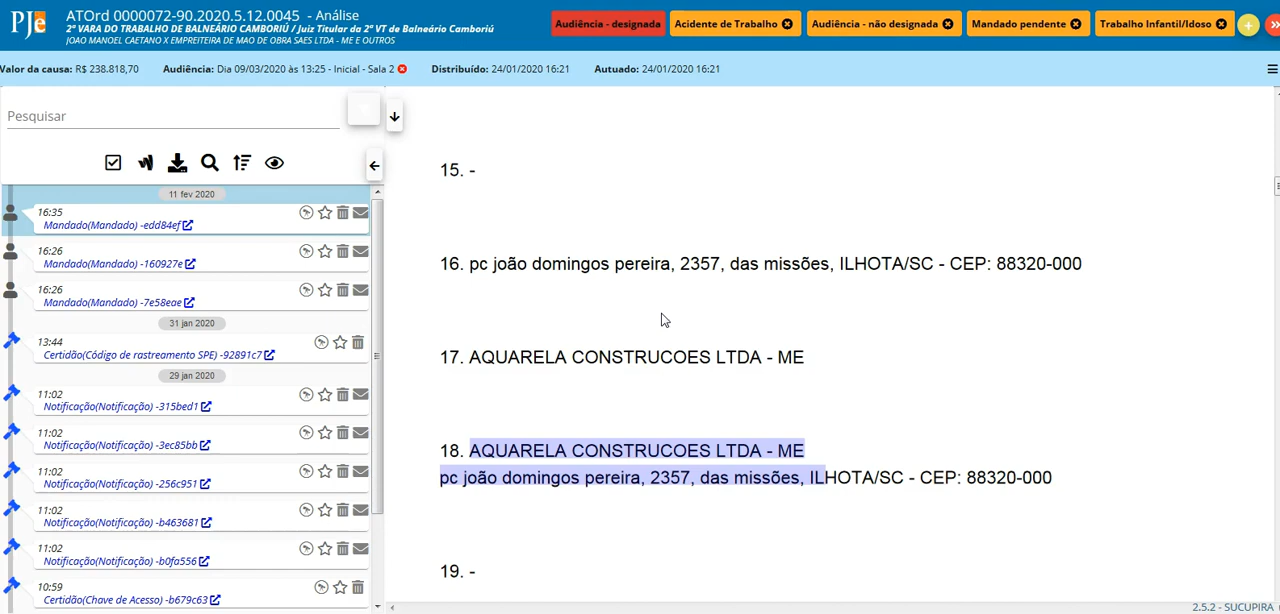 PJe
ATOrd 0000072-90.2020.5.12.0045 - Análise
2ª VARA DO TRABALHO DE BALNEÁRIO CAMBORIÚ / Juiz Titular da 2ª VT de Balneário Camboriú
JOAO MANOEL CAETANO X EMPREITEIRA DE MAO DE OBRA SAES LTDA - ME E OUTROS
Audiência - designada
Acidente de Trabalho
Audiência - não designada
Mandado pendente
Trabalho Infantil/Idoso
Valor da causa: R$ 238.818,70
Audiência: Dia 09/03/2020 às 13:25 - Inicial - Sala 2
Distribuído: 24/01/2020 16:21
Autuado: 24/01/2020 16:21
Pesquisar
11 fev 2020
16:35
Mandado(Mandado) -edd84ef
16:26
Mandado(Mandado) -160927e
16:26
Mandado(Mandado) -7e58eae
31 jan 2020
13:44
Certidão(Código de rastreamento SPE) -92891c7
29 jan 2020
11:02
Notificação(Notificação) -315bed1
11:02
Notificação(Notificação) -3ec85bb
11:02
Notificação(Notificação) -256c951
11:02
Notificação(Notificação) -b463681
11:02
Notificação(Notificação) -b0fa556
10:59
Certidão(Chave de Acesso) -b679c63
15. -
16. pc joão domingos pereira, 2357, das missões, ILHOTA/SC - CEP: 88320-000
17. AQUARELA CONSTRUCOES LTDA - ME
18. AQUARELA CONSTRUCOES LTDA - ME
pc joão domingos pereira, 2357, das missões, ILHOTA/SC - CEP: 88320-000
19. -
2.5.2 - SUCUPIRA